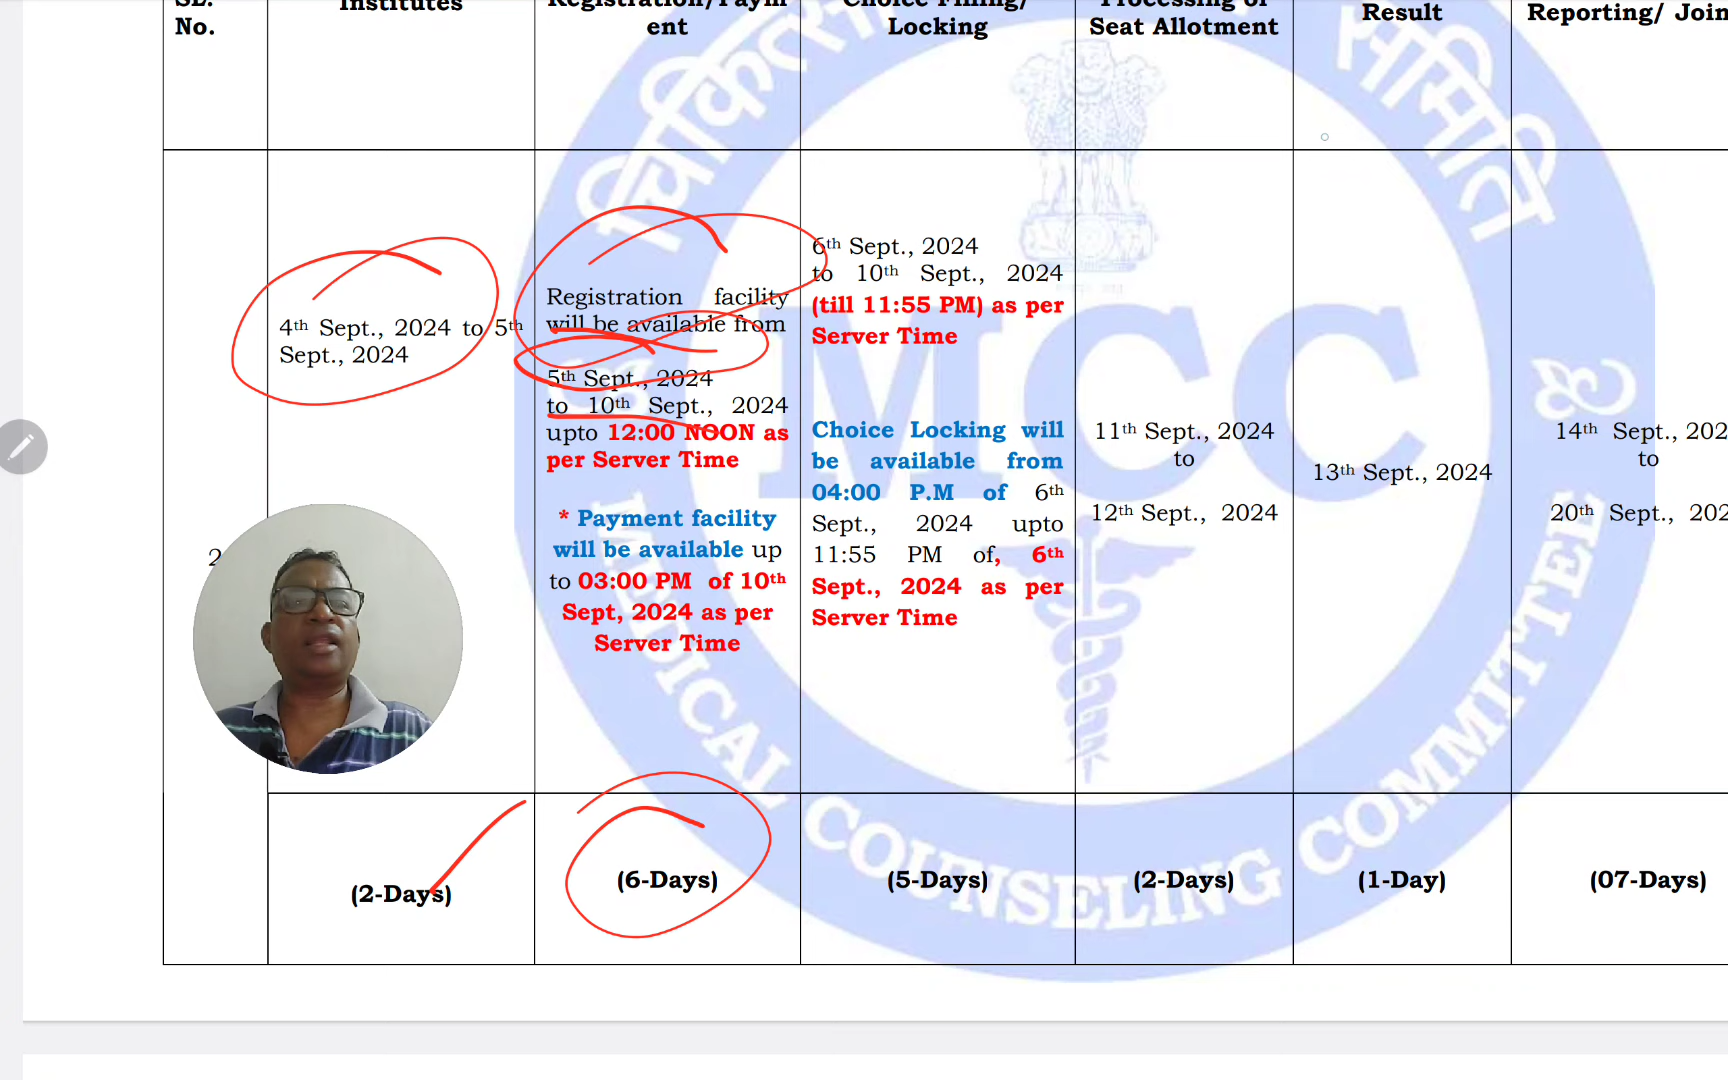 SL.
No.
Institutes
Registration/Paym
ent
Choice Filling/
Locking
Processing of
Seat Allotment
Result
Reporting/ Join
चिकित्सा
समिति
4th Sept., 2024 to 5th
Sept., 2024
Registration facility
will be available from
5th Sept., 2024
to 10th Sept., 2024
upto 12:00 NOON as
per Server Time
* Payment facility
will be available up
to 03:00 PM of 10th
Sept, 2024 as per
Server Time
6th Sept., 2024
to 10th Sept., 2024
(till 11:55 PM) as per
Server Time
Choice Locking will
be available from
04:00 P.M of 6th
Sept., 2024 upto
11:55 PM of, 6th
Sept., 2024 as per
Server Time
11th Sept., 2024
to
12th Sept., 2024
13th Sept., 2024
14th Sept., 202
to
20th Sept., 202
2
(2-Days)
(6-Days)
(5-Days)
(2-Days)
(1-Day)
(07-Days)
MCC
MEDICAL COUNSELING COMMITTEE